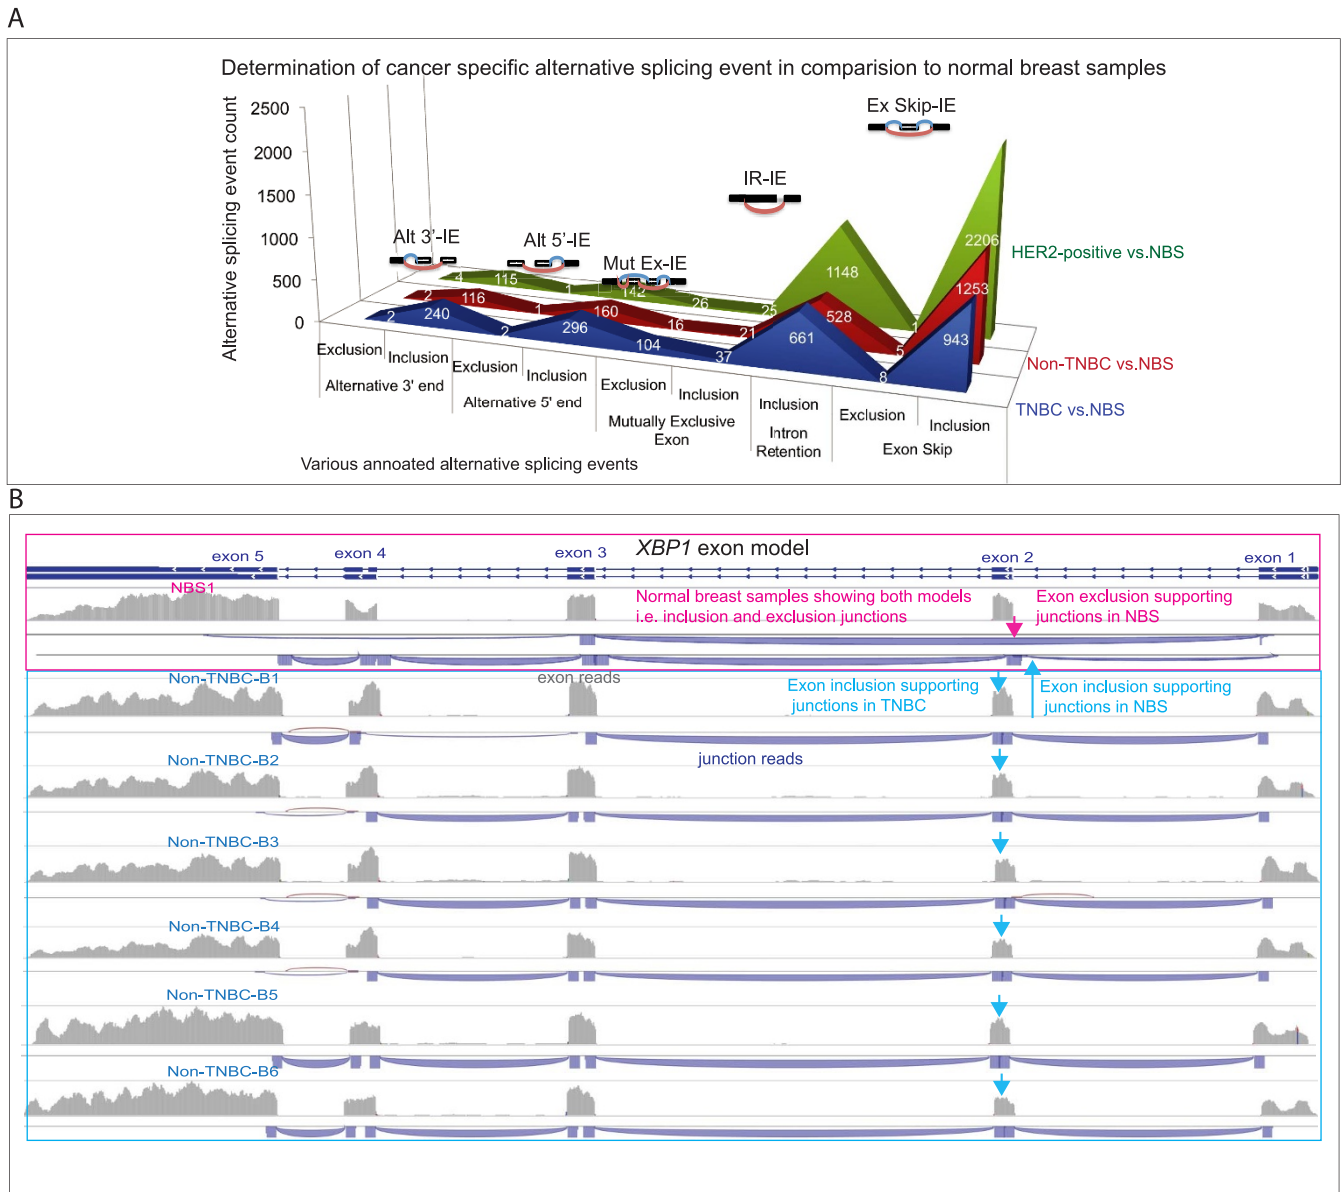 A
Determination of cancer specific alternative splicing event in comparision to normal breast samples
Alternative splicing event count
2500
2000
1500
1000
500
0
Ex Skip-IE
IR-IE
Alt 3'-IE
Alt 5'-IE
Mut Ex-IE
4
115
1
142
26
25
1148
1
2206
HER2-positive vs.NBS
2
116
1
160
16
21
528
5
1253
Non-TNBC vs.NBS
2
240
2
296
104
37
661
8
943
TNBC vs.NBS
Exclusion
Inclusion
Exclusion
Inclusion
Exclusion
Inclusion
Inclusion
Exclusion
Inclusion
Alternative 3' end
Alternative 5' end
Mutually Exclusive
Exon
Intron
Retention
Exon Skip
Various annoated alternative splicing events
B
XBP1 exon model
exon 5
exon 4
exon 3
exon 2
exon 1
NBS1
Normal breast samples showing both models
i.e. inclusion and exclusion junctions
Exon exclusion supporting
junctions in NBS
Non-TNBC-B1
exon reads
Exon inclusion supporting
junctions in TNBC
Exon inclusion supporting
junctions in NBS
Non-TNBC-B2
junction reads
Non-TNBC-B3
Non-TNBC-B4
Non-TNBC-B5
Non-TNBC-B6